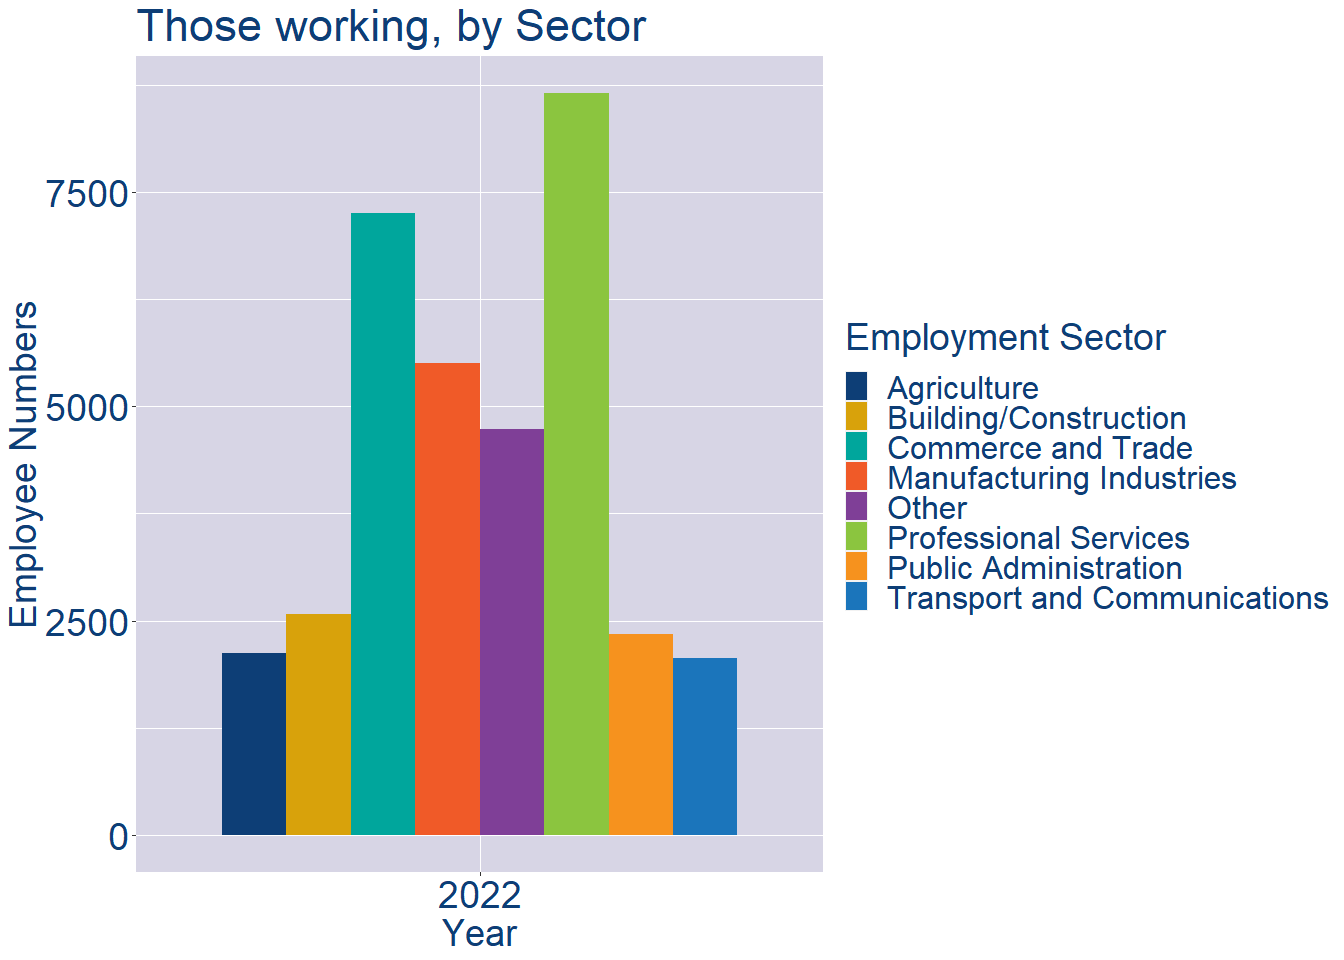 Those working, by Sector
Employee Numbers
7500
5000
2500
0
2022
Year
Employment Sector
Agriculture
Building/Construction
Commerce and Trade
Manufacturing Industries
Other
Professional Services
Public Administration
Transport and Communications